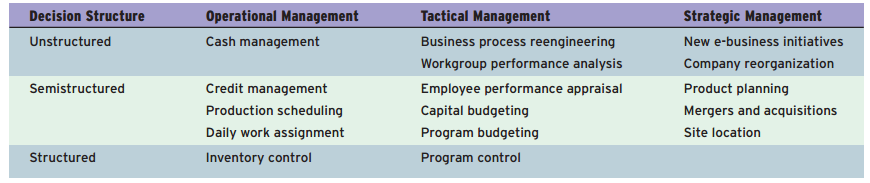 Decision Structure Operational Management Tactical Management Strategic Management
Unstructured Cash management Business process reengineering New e-business initiatives
Workgroup performance analysis Company reorganization
Semistructured Credit management Employee performance appraisal Product planning
Production scheduling Capital budgeting Mergers and acquisitions
Daily work assignment Program budgeting Site location
Structured Inventory control Program control